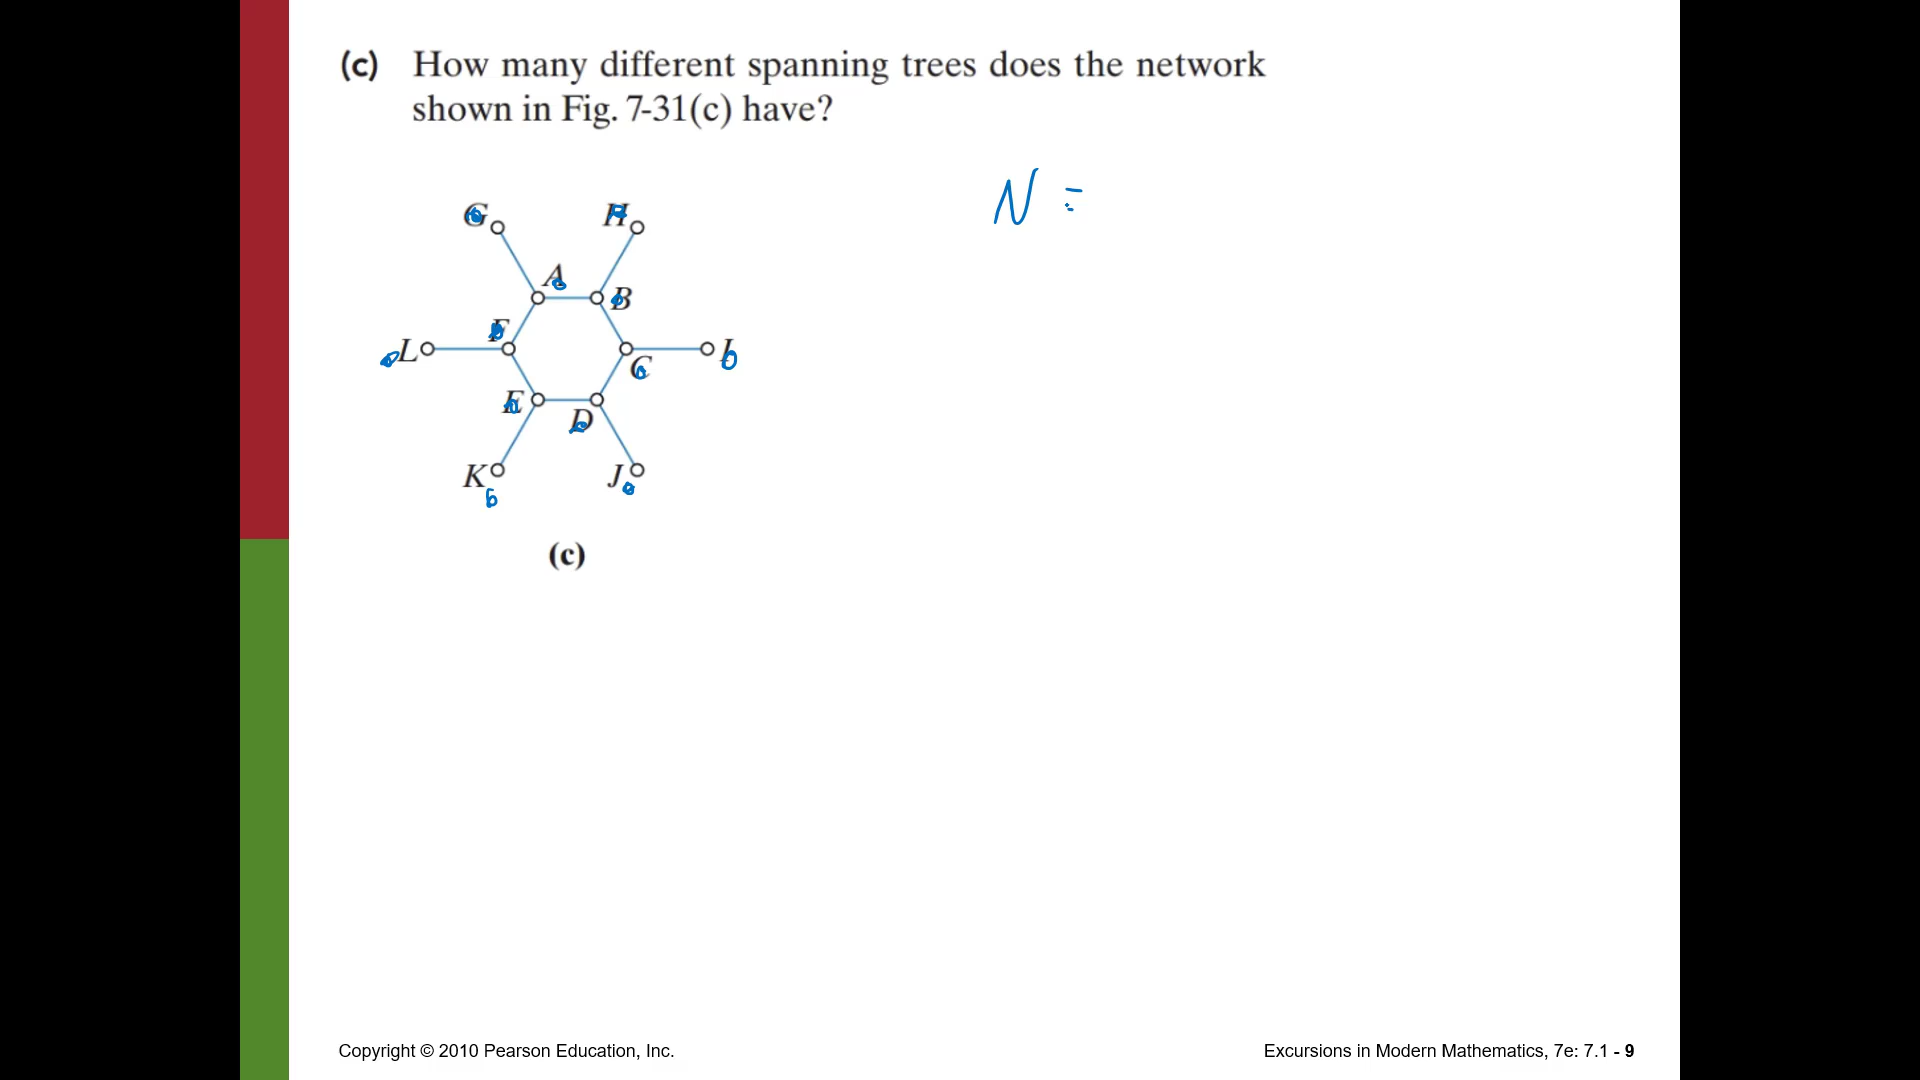 (c) How many different spanning trees does the network
shown in Fig. 7-31(c) have?
N =
G H
A B
F
L I
C
E D
K J
(c)
Copyright © 2010 Pearson Education, Inc. Excursions in Modern Mathematics, 7e: 7.1 - 9